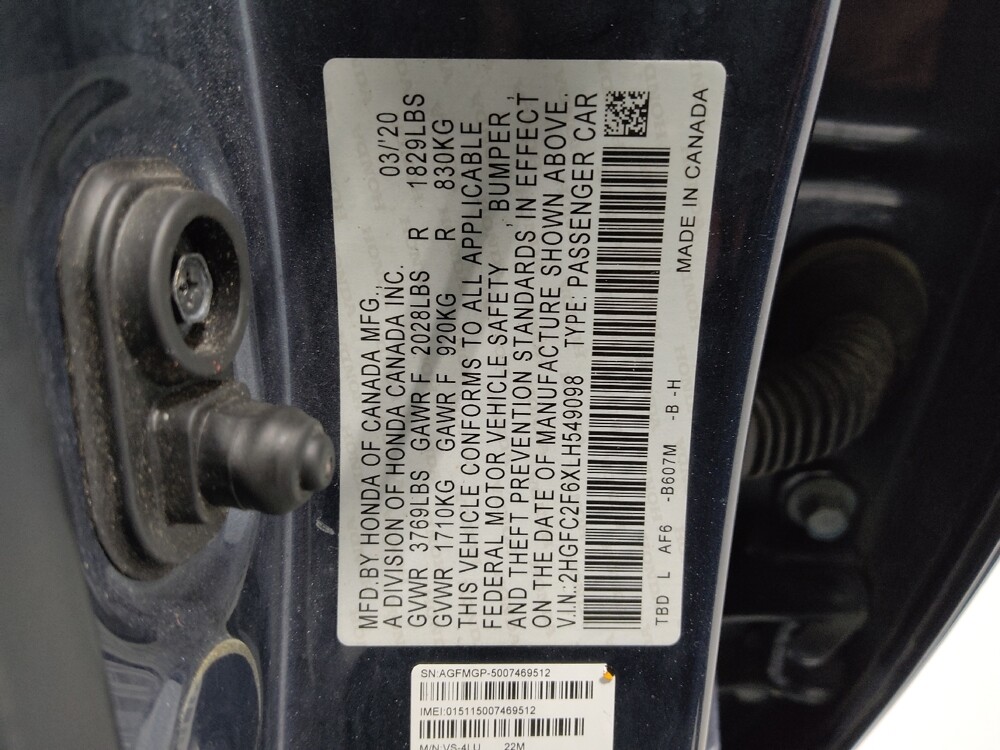 MFD.BY HONDA OF CANADA MFG., 03/'20
A DIVISION OF HONDA CANADA INC.
GVWR 3769LBS GAWR F 2028LBS R 1829LBS
GVWR 1710KG GAWR F 920KG R 830KG
THIS VEHICLE CONFORMS TO ALL APPLICABLE
FEDERAL MOTOR VEHICLE SAFETY , BUMPER ,
AND THEFT PREVENTION STANDARDS IN EFFECT
ON THE DATE OF MANUFACTURE SHOWN ABOVE.
V.I.N.:2HGFC2F6XLH549098 TYPE: PASSENGER CAR
TBD L AF6 -B607M -B -H MADE IN CANADA
SN:AGFMGP-5007469512
IMEI:015115007469512
M/N:VS-4LU 22M